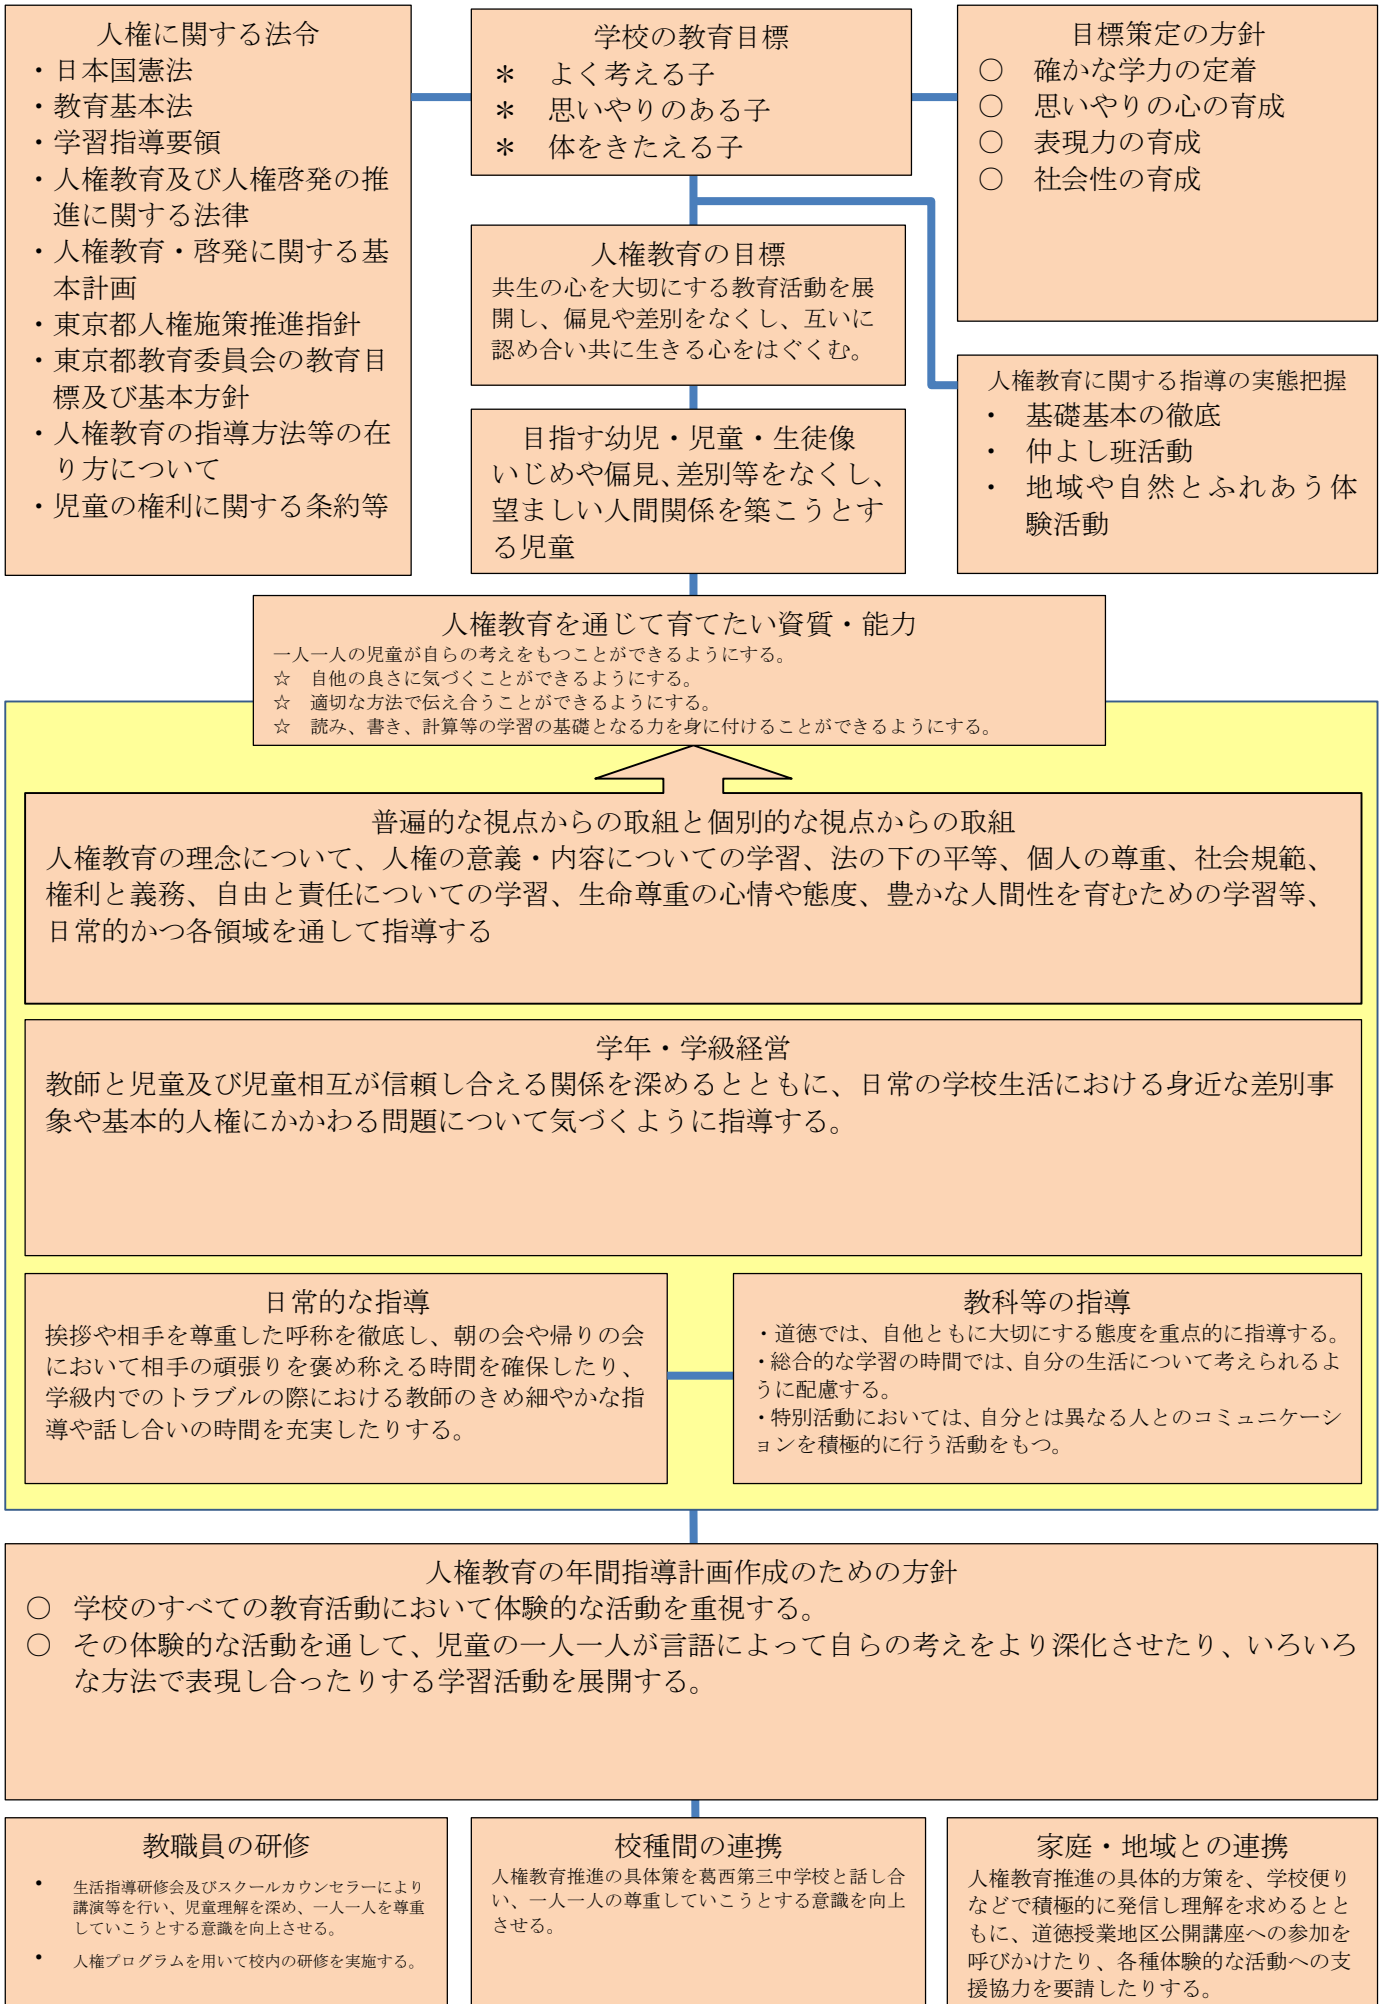 人権に関する法令
・日本国憲法
・教育基本法
・学習指導要領
・人権教育及び人権啓発の推
進に関する法律
・人権教育・啓発に関する基
本計画
・東京都人権施策推進指針
・東京都教育委員会の教育目
標及び基本方針
・人権教育の指導方法等の在
り方について
・児童の権利に関する条約等
学校の教育目標
＊　よく考える子
＊　思いやりのある子
＊　体をきたえる子
目標策定の方針
○　確かな学力の定着
○　思いやりの心の育成
○　表現力の育成
○　社会性の育成
人権教育の目標
共生の心を大切にする教育活動を展
開し、偏見や差別をなくし、互いに
認め合い共に生きる心をはぐくむ。
人権教育に関する指導の実態把握
・　基礎基本の徹底
・　仲よし班活動
・　地域や自然とふれあう体
験活動
目指す幼児・児童・生徒像
いじめや偏見、差別等をなくし、
望ましい人間関係を築こうとす
る児童
人権教育を通じて育てたい資質・能力
一人一人の児童が自らの考えをもつことができるようにする。
☆　自他の良さに気づくことができるようにする。
☆　適切な方法で伝え合うことができるようにする。
☆　読み、書き、計算等の学習の基礎となる力を身に付けることができるようにする。
普遍的な視点からの取組と個別的な視点からの取組
人権教育の理念について、人権の意義・内容についての学習、法の下の平等、個人の尊重、社会規範、
権利と義務、自由と責任についての学習、生命尊重の心情や態度、豊かな人間性を育むための学習等、
日常的かつ各領域を通して指導する
学年・学級経営
教師と児童及び児童相互が信頼し合える関係を深めるとともに、日常の学校生活における身近な差別事
象や基本的人権にかかわる問題について気づくように指導する。
日常的な指導
挨拶や相手を尊重した呼称を徹底し、朝の会や帰りの会
において相手の頑張りを褒め称える時間を確保したり、
学級内でのトラブルの際における教師のきめ細やかな指
導や話し合いの時間を充実したりする。
教科等の指導
・道徳では、自他ともに大切にする態度を重点的に指導する。
・総合的な学習の時間では、自分の生活について考えられるよ
うに配慮する。
・特別活動においては、自分とは異なる人とのコミュニケーシ
ョンを積極的に行う活動をもつ。
人権教育の年間指導計画作成のための方針
○　学校のすべての教育活動において体験的な活動を重視する。
○　その体験的な活動を通して、児童の一人一人が言語によって自らの考えをより深化させたり、いろいろ
な方法で表現し合ったりする学習活動を展開する。
教職員の研修
・　生活指導研修会及びスクールカウンセラーにより
講演等を行い、児童理解を深め、一人一人を尊重
していこうとする意識を向上させる。
・　人権プログラムを用いて校内の研修を実施する。
校種間の連携
人権教育推進の具体策を葛西第三中学校と話し合
い、一人一人の尊重していこうとする意識を向上
させる。
家庭・地域との連携
人権教育推進の具体的方策を、学校便り
などで積極的に発信し理解を求めるとと
もに、道徳授業地区公開講座への参加を
呼びかけたり、各種体験的な活動への支
援協力を要請したりする。